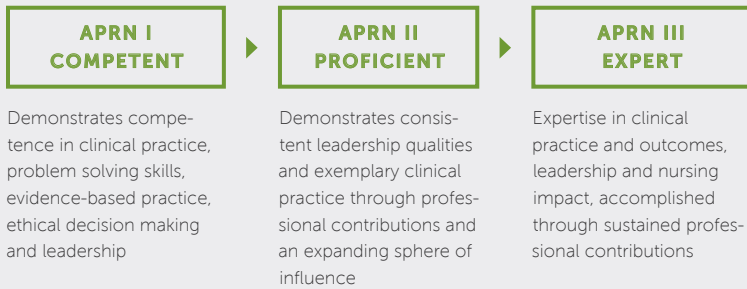 APRN I
COMPETENT
Demonstrates compe-
tence in clinical practice,
problem solving skills,
evidence-based practice,
ethical decision making
and leadership
APRN II
PROFICIENT
Demonstrates consis-
tent leadership qualities
and exemplary clinical
practice through profes-
sional contributions and
an expanding sphere of
influence
APRN III
EXPERT
Expertise in clinical
practice and outcomes,
leadership and nursing
impact, accomplished
through sustained profes-
sional contributions